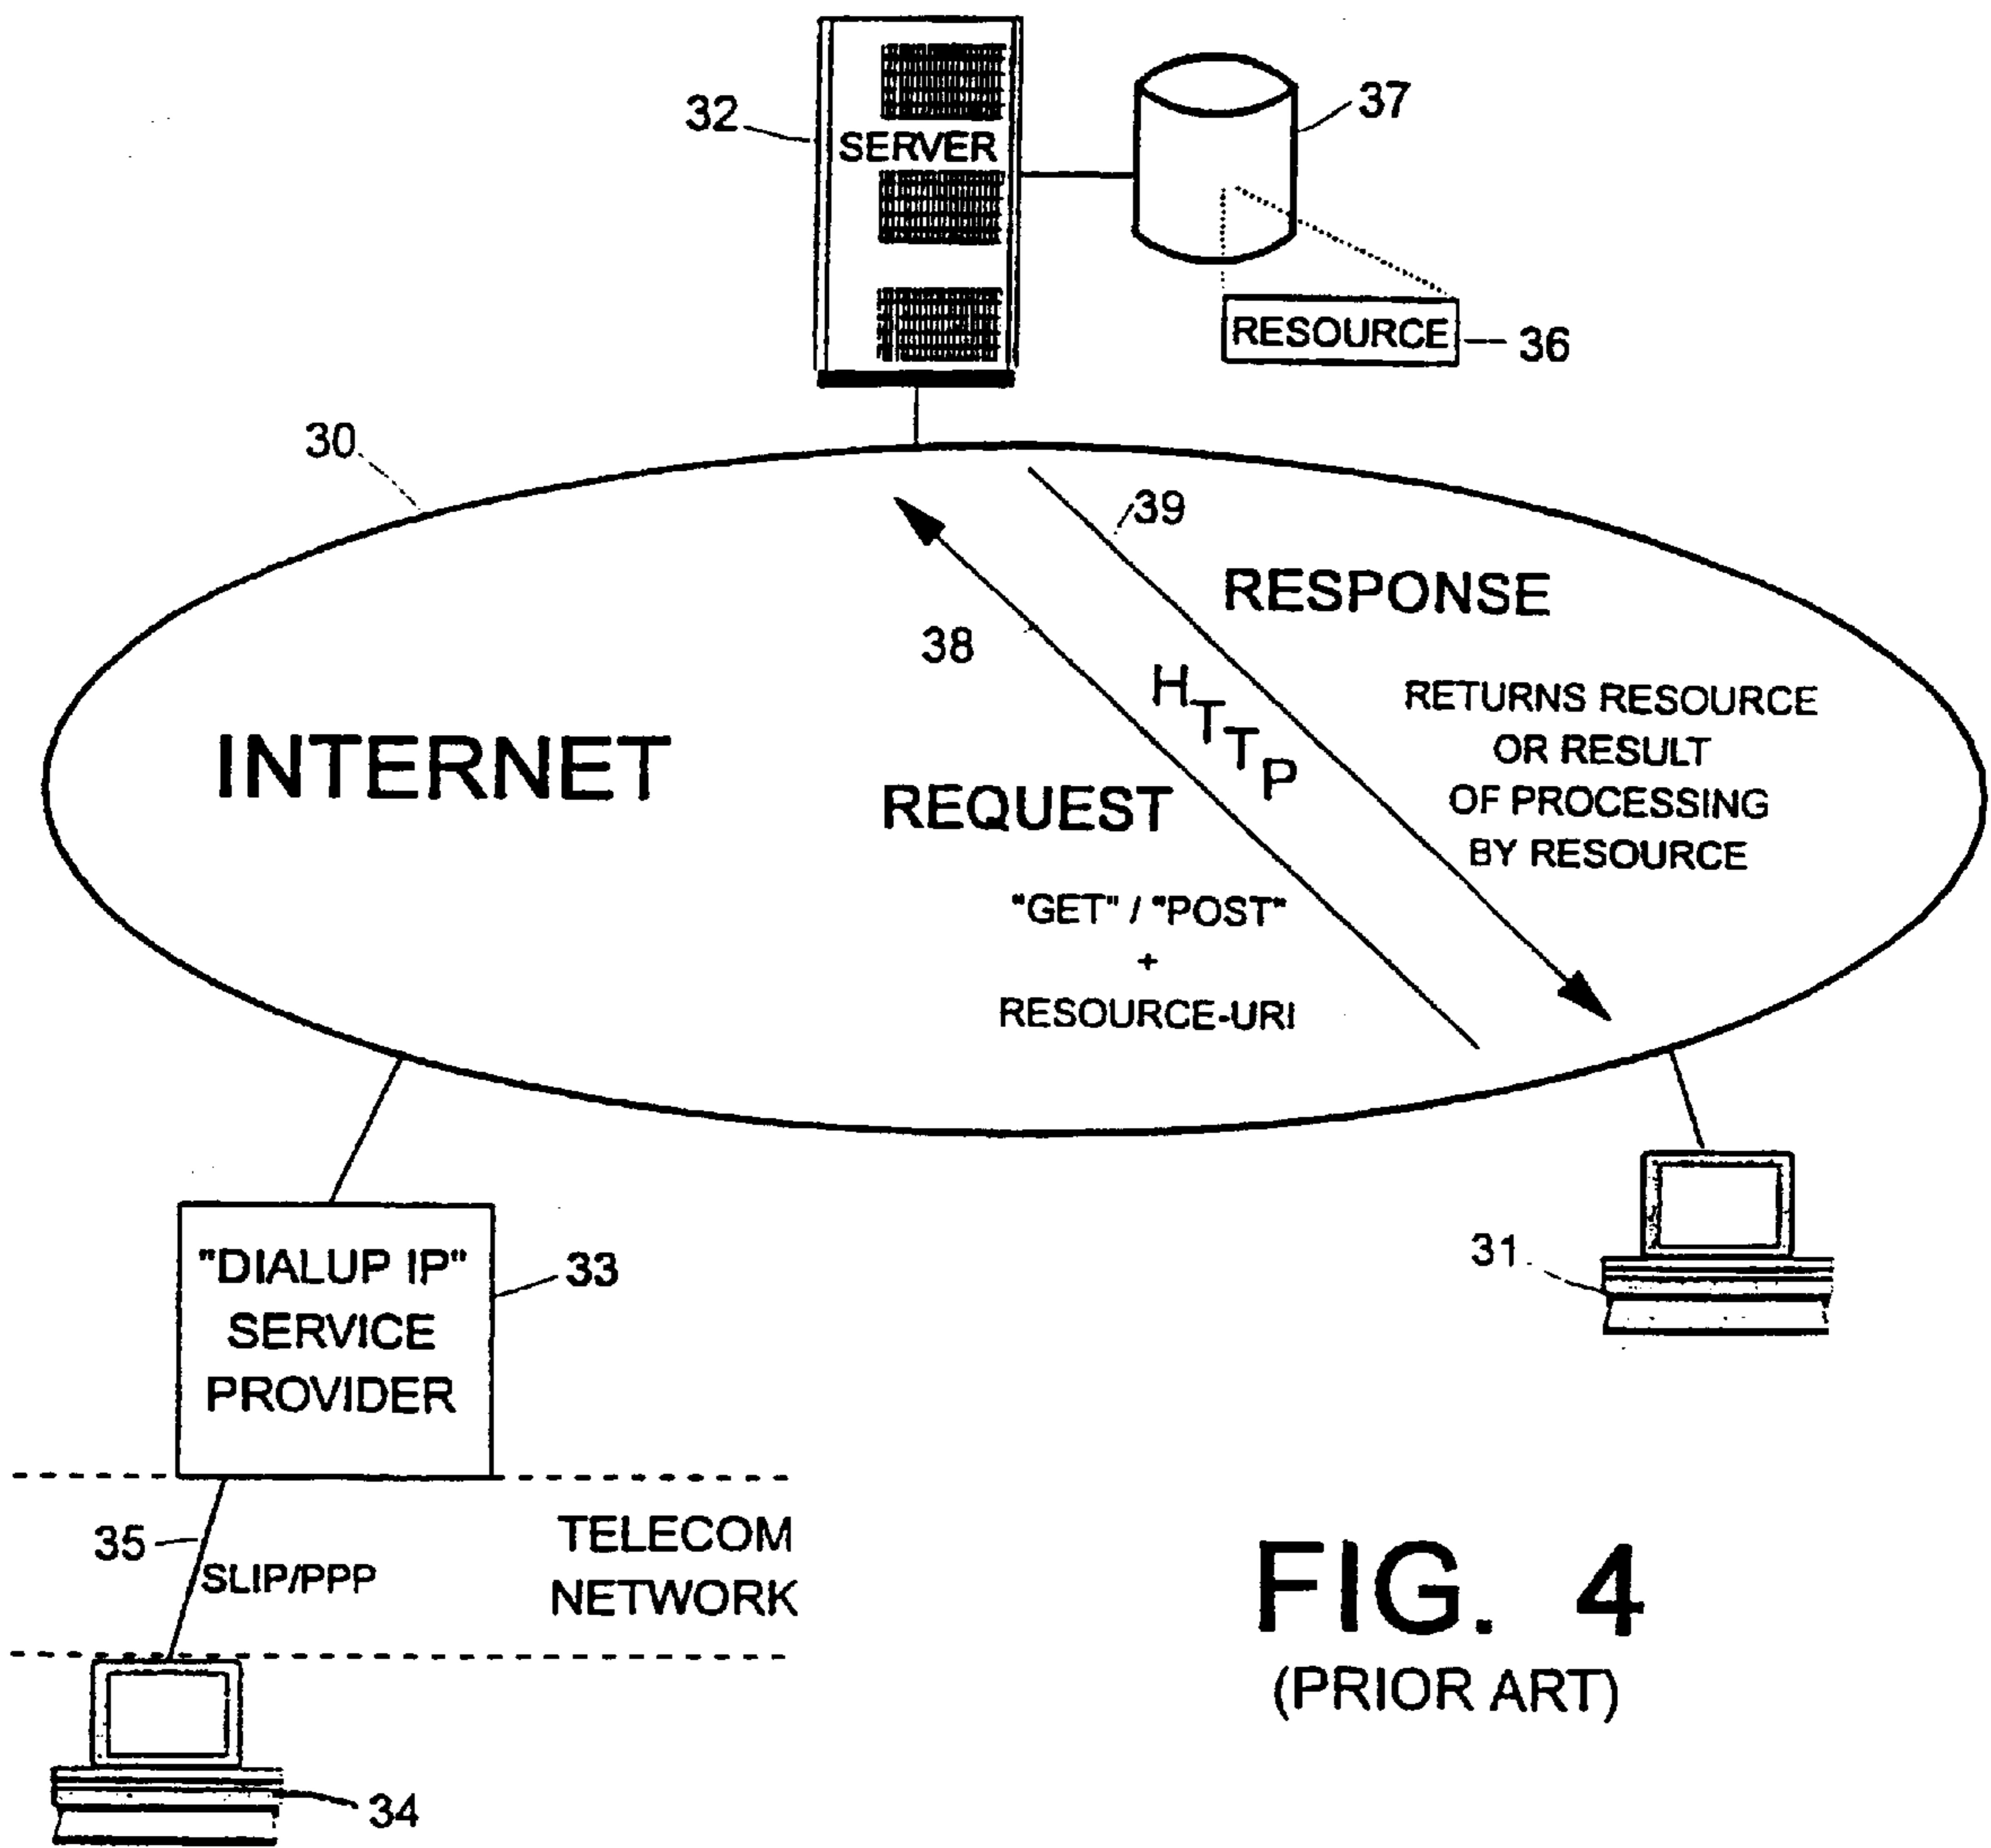 32
SERVER
37
RESOURCE
36
30
39
RESPONSE
38
HTTP
RETURNS RESOURCE
OR RESULT
OF PROCESSING
BY RESOURCE
INTERNET
REQUEST
"GET" / "POST"
+
RESOURCE-URI
"DIALUP IP"
SERVICE
PROVIDER
33
31
35
SLIP/PPP
TELECOM
NETWORK
34
FIG. 4
(PRIOR ART)